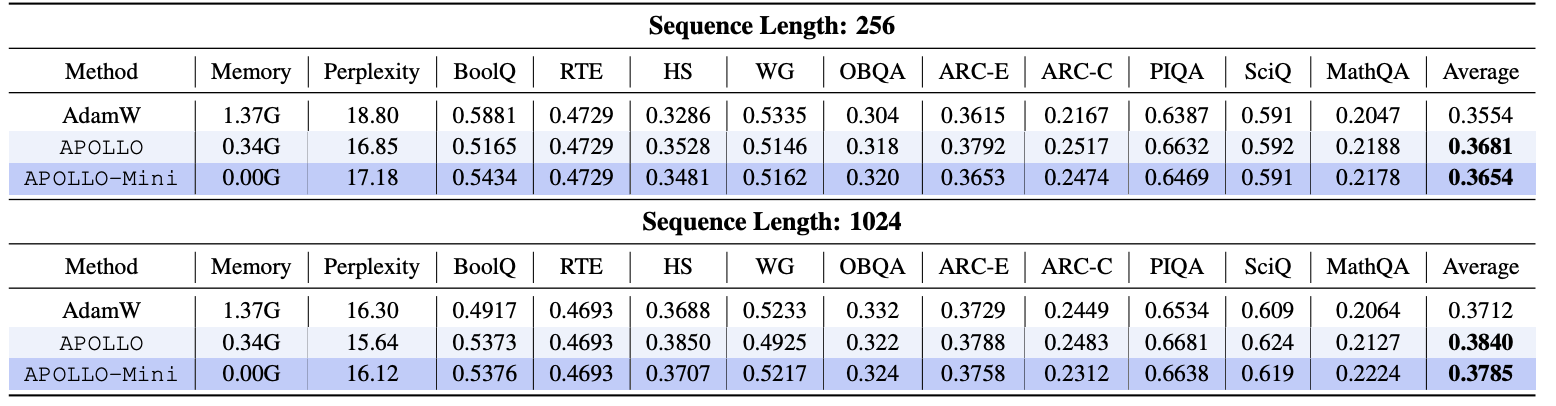 Sequence Length: 256
Method Memory Perplexity BoolQ RTE HS WG OBQA ARC-E ARC-C PIQA SciQ MathQA Average
AdamW 1.37G 18.80 0.5881 0.4729 0.3286 0.5335 0.304 0.3615 0.2167 0.6387 0.591 0.2047 0.3554
APOLLO 0.34G 16.85 0.5165 0.4729 0.3528 0.5146 0.318 0.3792 0.2517 0.6632 0.592 0.2188 0.3681
APOLLO-Mini 0.00G 17.18 0.5434 0.4729 0.3481 0.5162 0.320 0.3653 0.2474 0.6469 0.591 0.2178 0.3654
Sequence Length: 1024
Method Memory Perplexity BoolQ RTE HS WG OBQA ARC-E ARC-C PIQA SciQ MathQA Average
AdamW 1.37G 16.30 0.4917 0.4693 0.3688 0.5233 0.332 0.3729 0.2449 0.6534 0.609 0.2064 0.3712
APOLLO 0.34G 15.64 0.5373 0.4693 0.3850 0.4925 0.322 0.3788 0.2483 0.6681 0.624 0.2127 0.3840
APOLLO-Mini 0.00G 16.12 0.5376 0.4693 0.3707 0.5217 0.324 0.3758 0.2312 0.6638 0.619 0.2224 0.3785